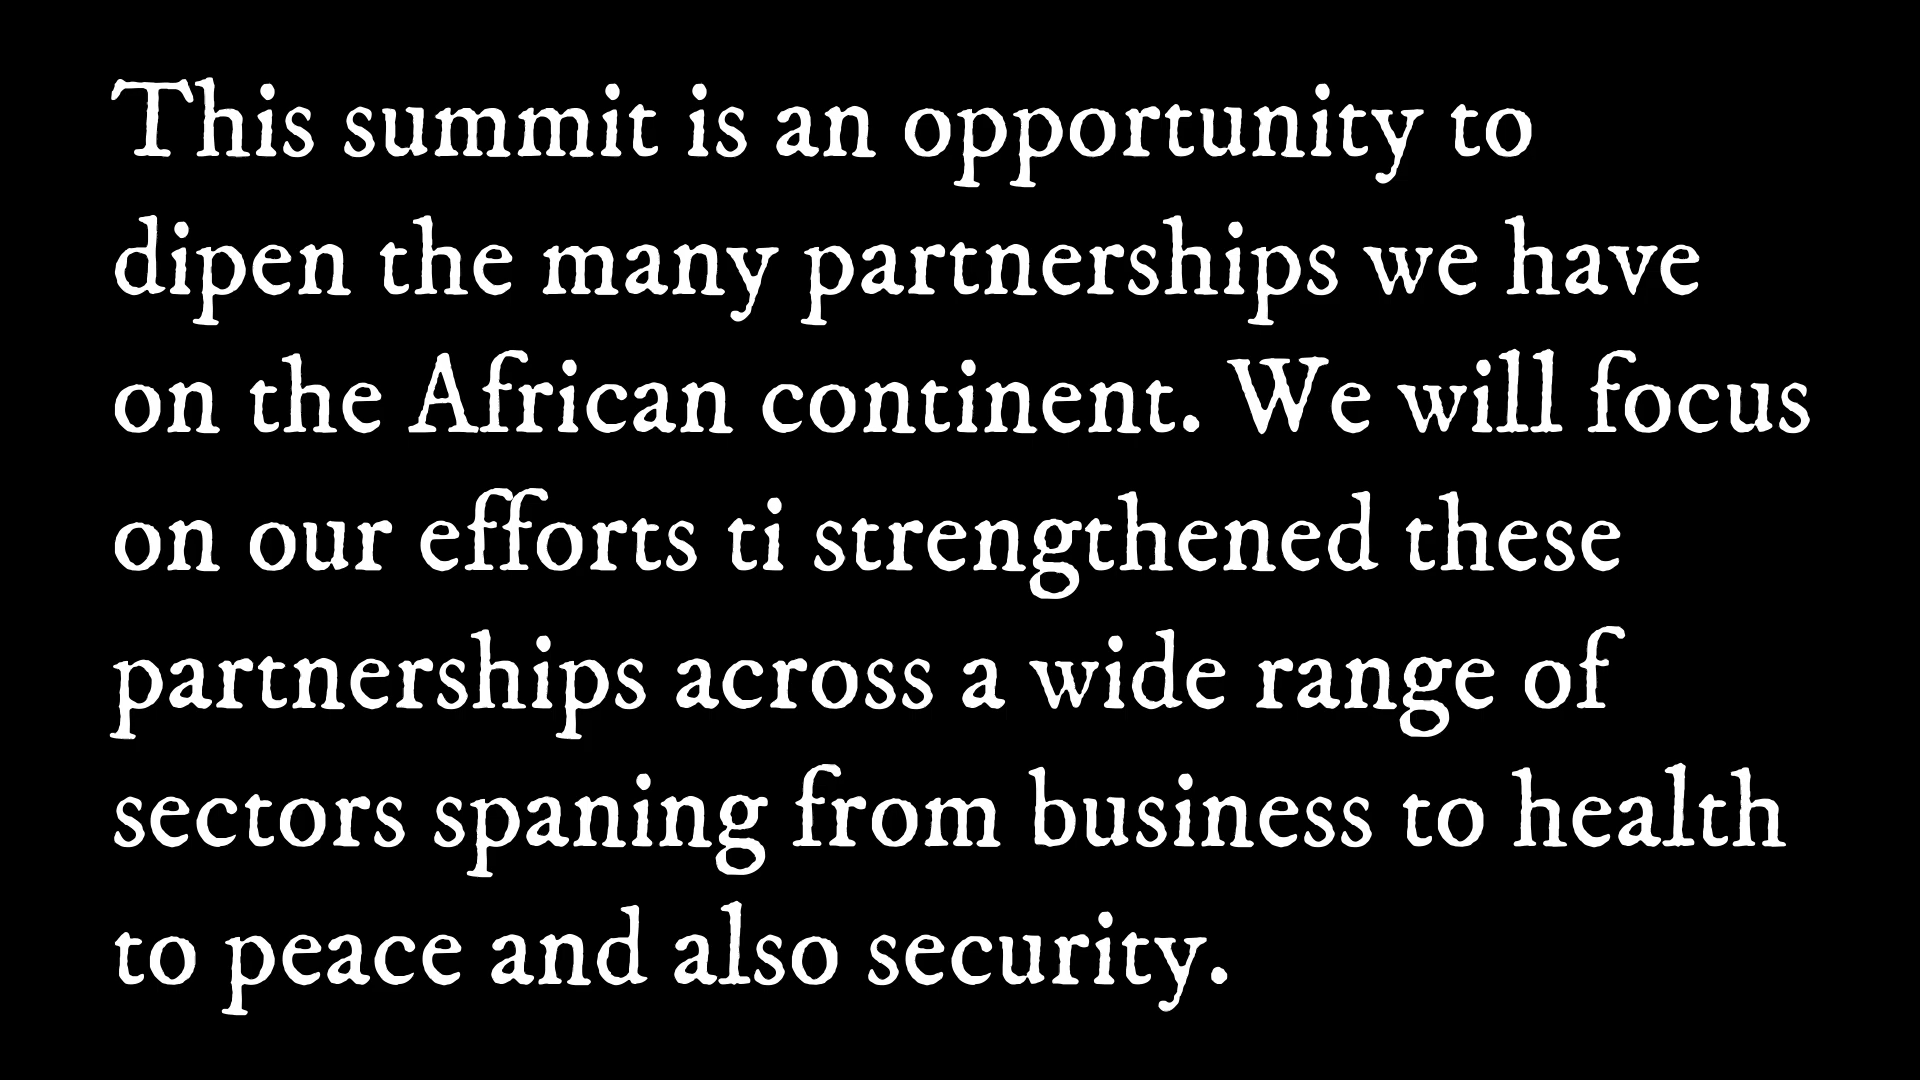 This summit is an opportunity to
dipen the many partnerships we have
on the African continent. We will focus
on our efforts ti strengthened these
partnerships across a wide range of
sectors spaning from business to health
to peace and also security.